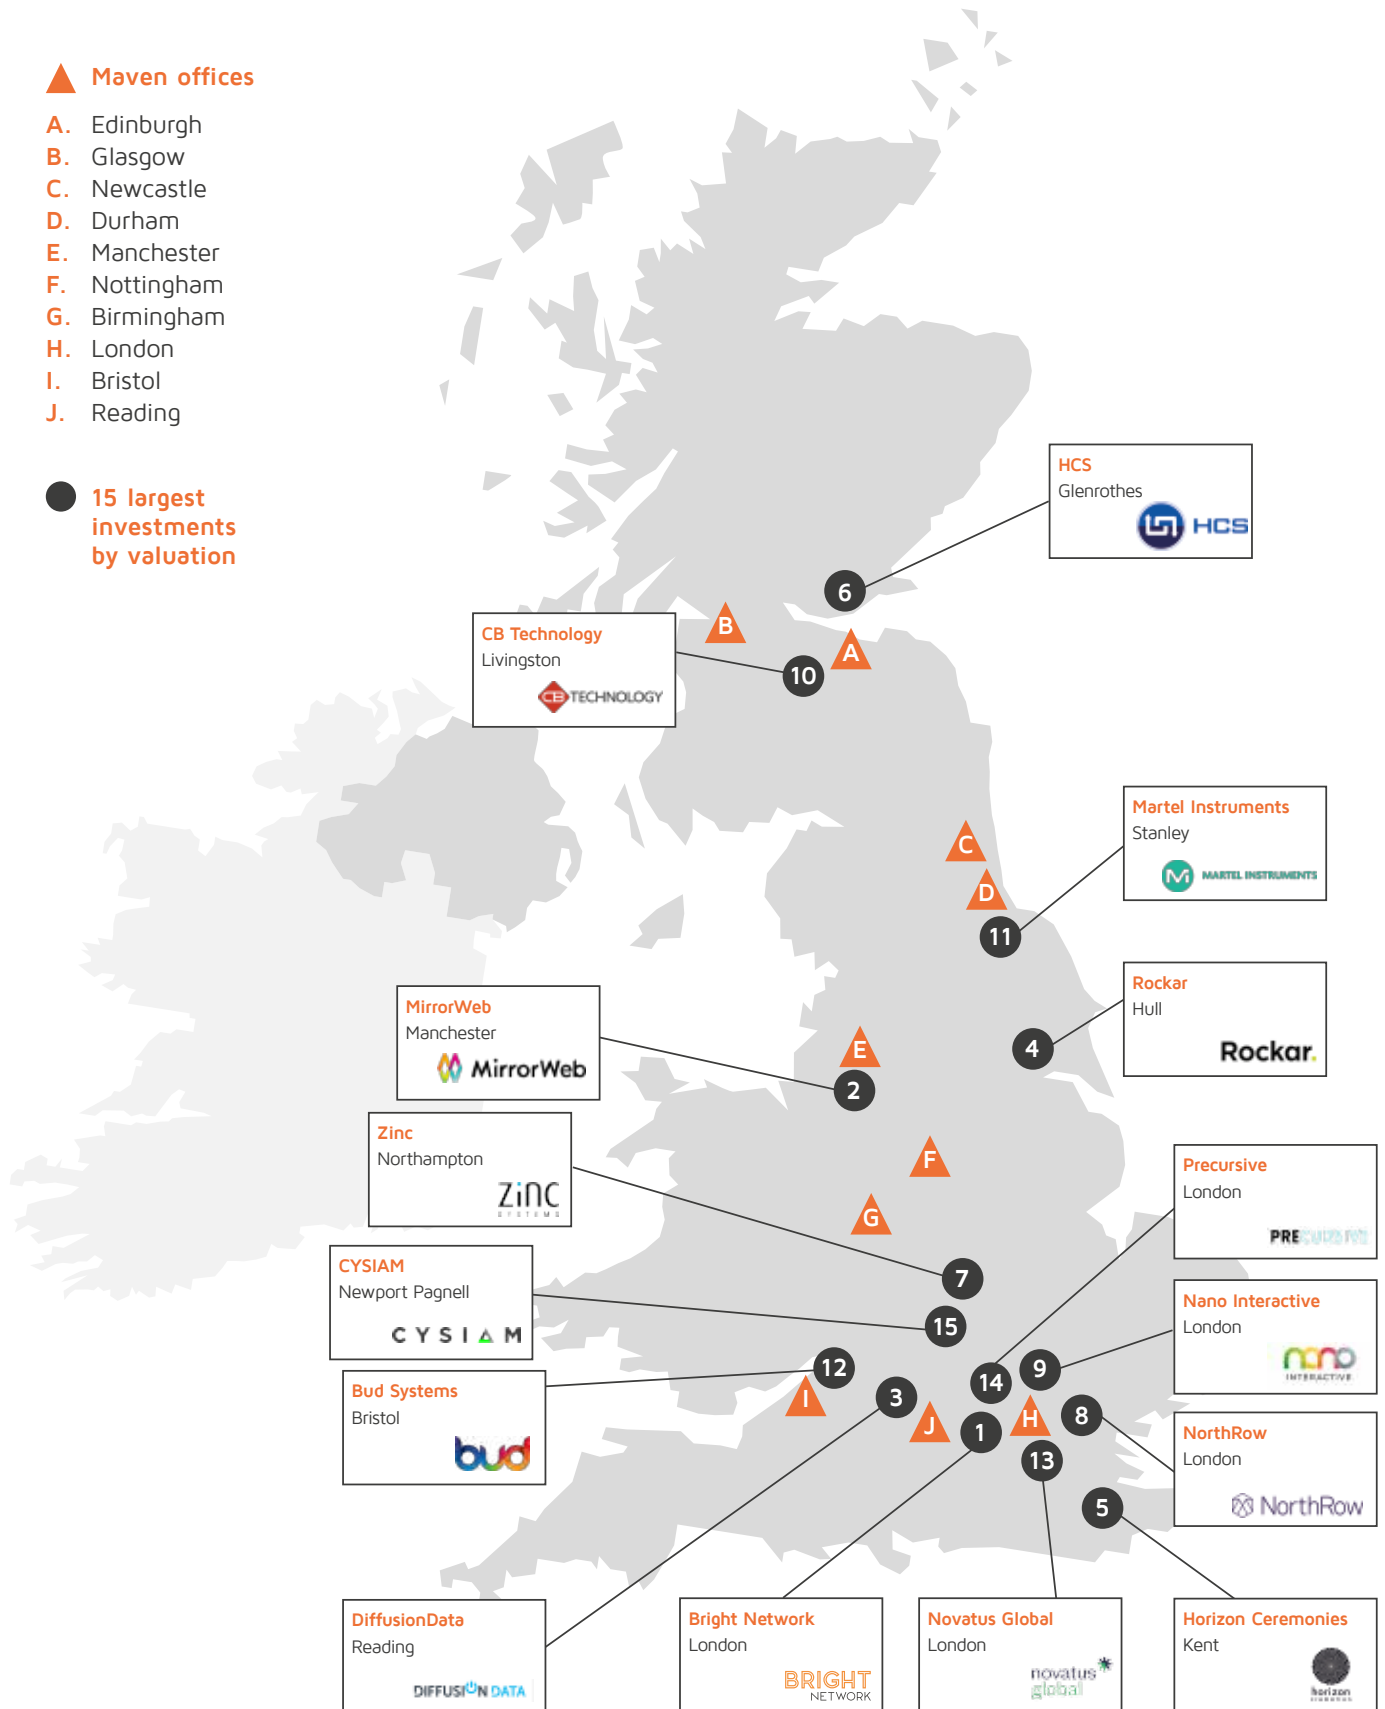 Maven offices
A. Edinburgh
B. Glasgow
C. Newcastle
D. Durham
E. Manchester
F. Nottingham
G. Birmingham
H. London
I. Bristol
J. Reading
15 largest
investments
by valuation
HCS
Glenrothes
HCS
6
B
A
CB Technology
Livingston
CB TECHNOLOGY
10
Martel Instruments
Stanley
M MARTEL INSTRUMENTS
C
D
11
Rockar
Hull
Rockar.
4
MirrorWeb
Manchester
MirrorWeb
E
2
Zinc
Northampton
ZINC
SYSTEMS
F
G
7
Precursive
London
PRECURSIVE
CYSIAM
Newport Pagnell
CYSIAM
15
Nano Interactive
London
nano
INTERACTIVE
9
14
Bud Systems
Bristol
bud
12
I
3
J
1
H
8
13
NorthRow
London
NorthRow
5
DiffusionData
Reading
DIFFUSION DATA
Bright Network
London
BRIGHT
NETWORK
Novatus Global
London
novatus
global
Horizon Ceremonies
Kent
horizon